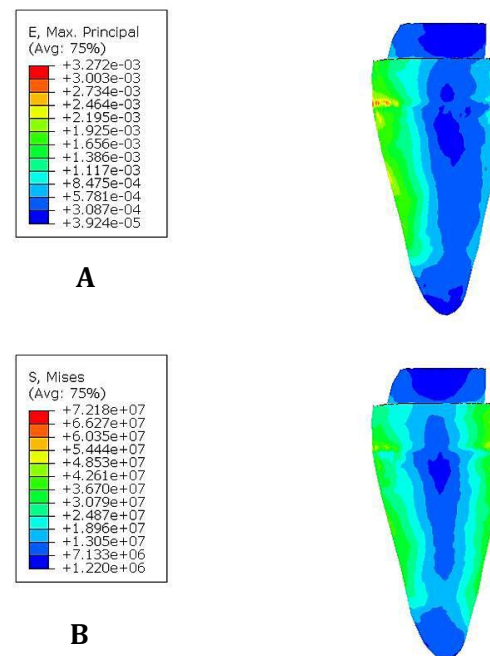 E, Max. Principal
(Avg: 75%)
+3.272e-03
+3.003e-03
+2.734e-03
+2.464e-03
+2.195e-03
+1.925e-03
+1.656e-03
+1.386e-03
+1.117e-03
+8.475e-04
+5.781e-04
+3.087e-04
+3.924e-05
A
S, Mises
(Avg: 75%)
+7.218e+07
+6.627e+07
+6.035e+07
+5.444e+07
+4.853e+07
+4.261e+07
+3.670e+07
+3.079e+07
+2.487e+07
+1.896e+07
+1.305e+07
+7.133e+06
+1.220e+06
B